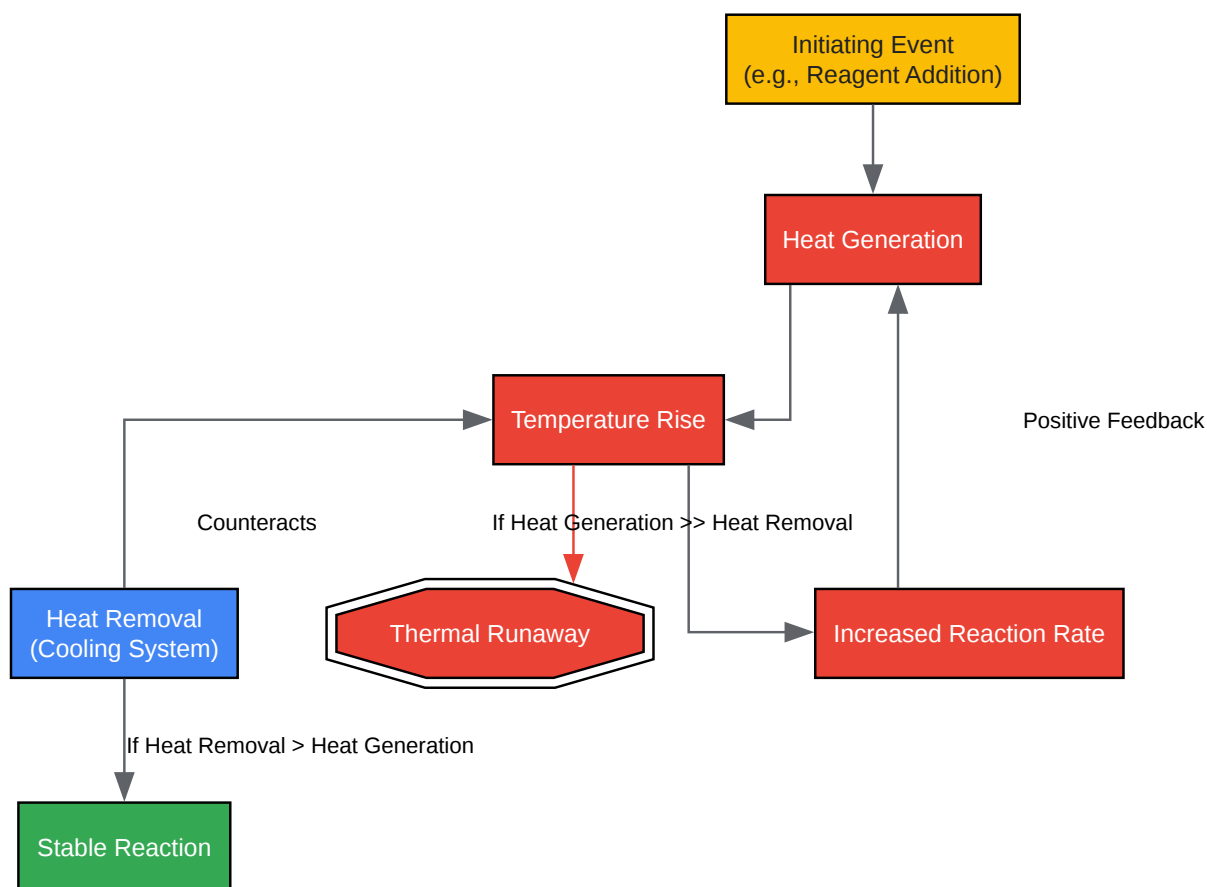 Initiating Event
(e.g., Reagent Addition)
Heat Generation
Temperature Rise
Positive Feedback
Counteracts
If Heat Generation >> Heat Removal
Heat Removal
(Cooling System)
Thermal Runaway
Increased Reaction Rate
If Heat Removal > Heat Generation
Stable Reaction